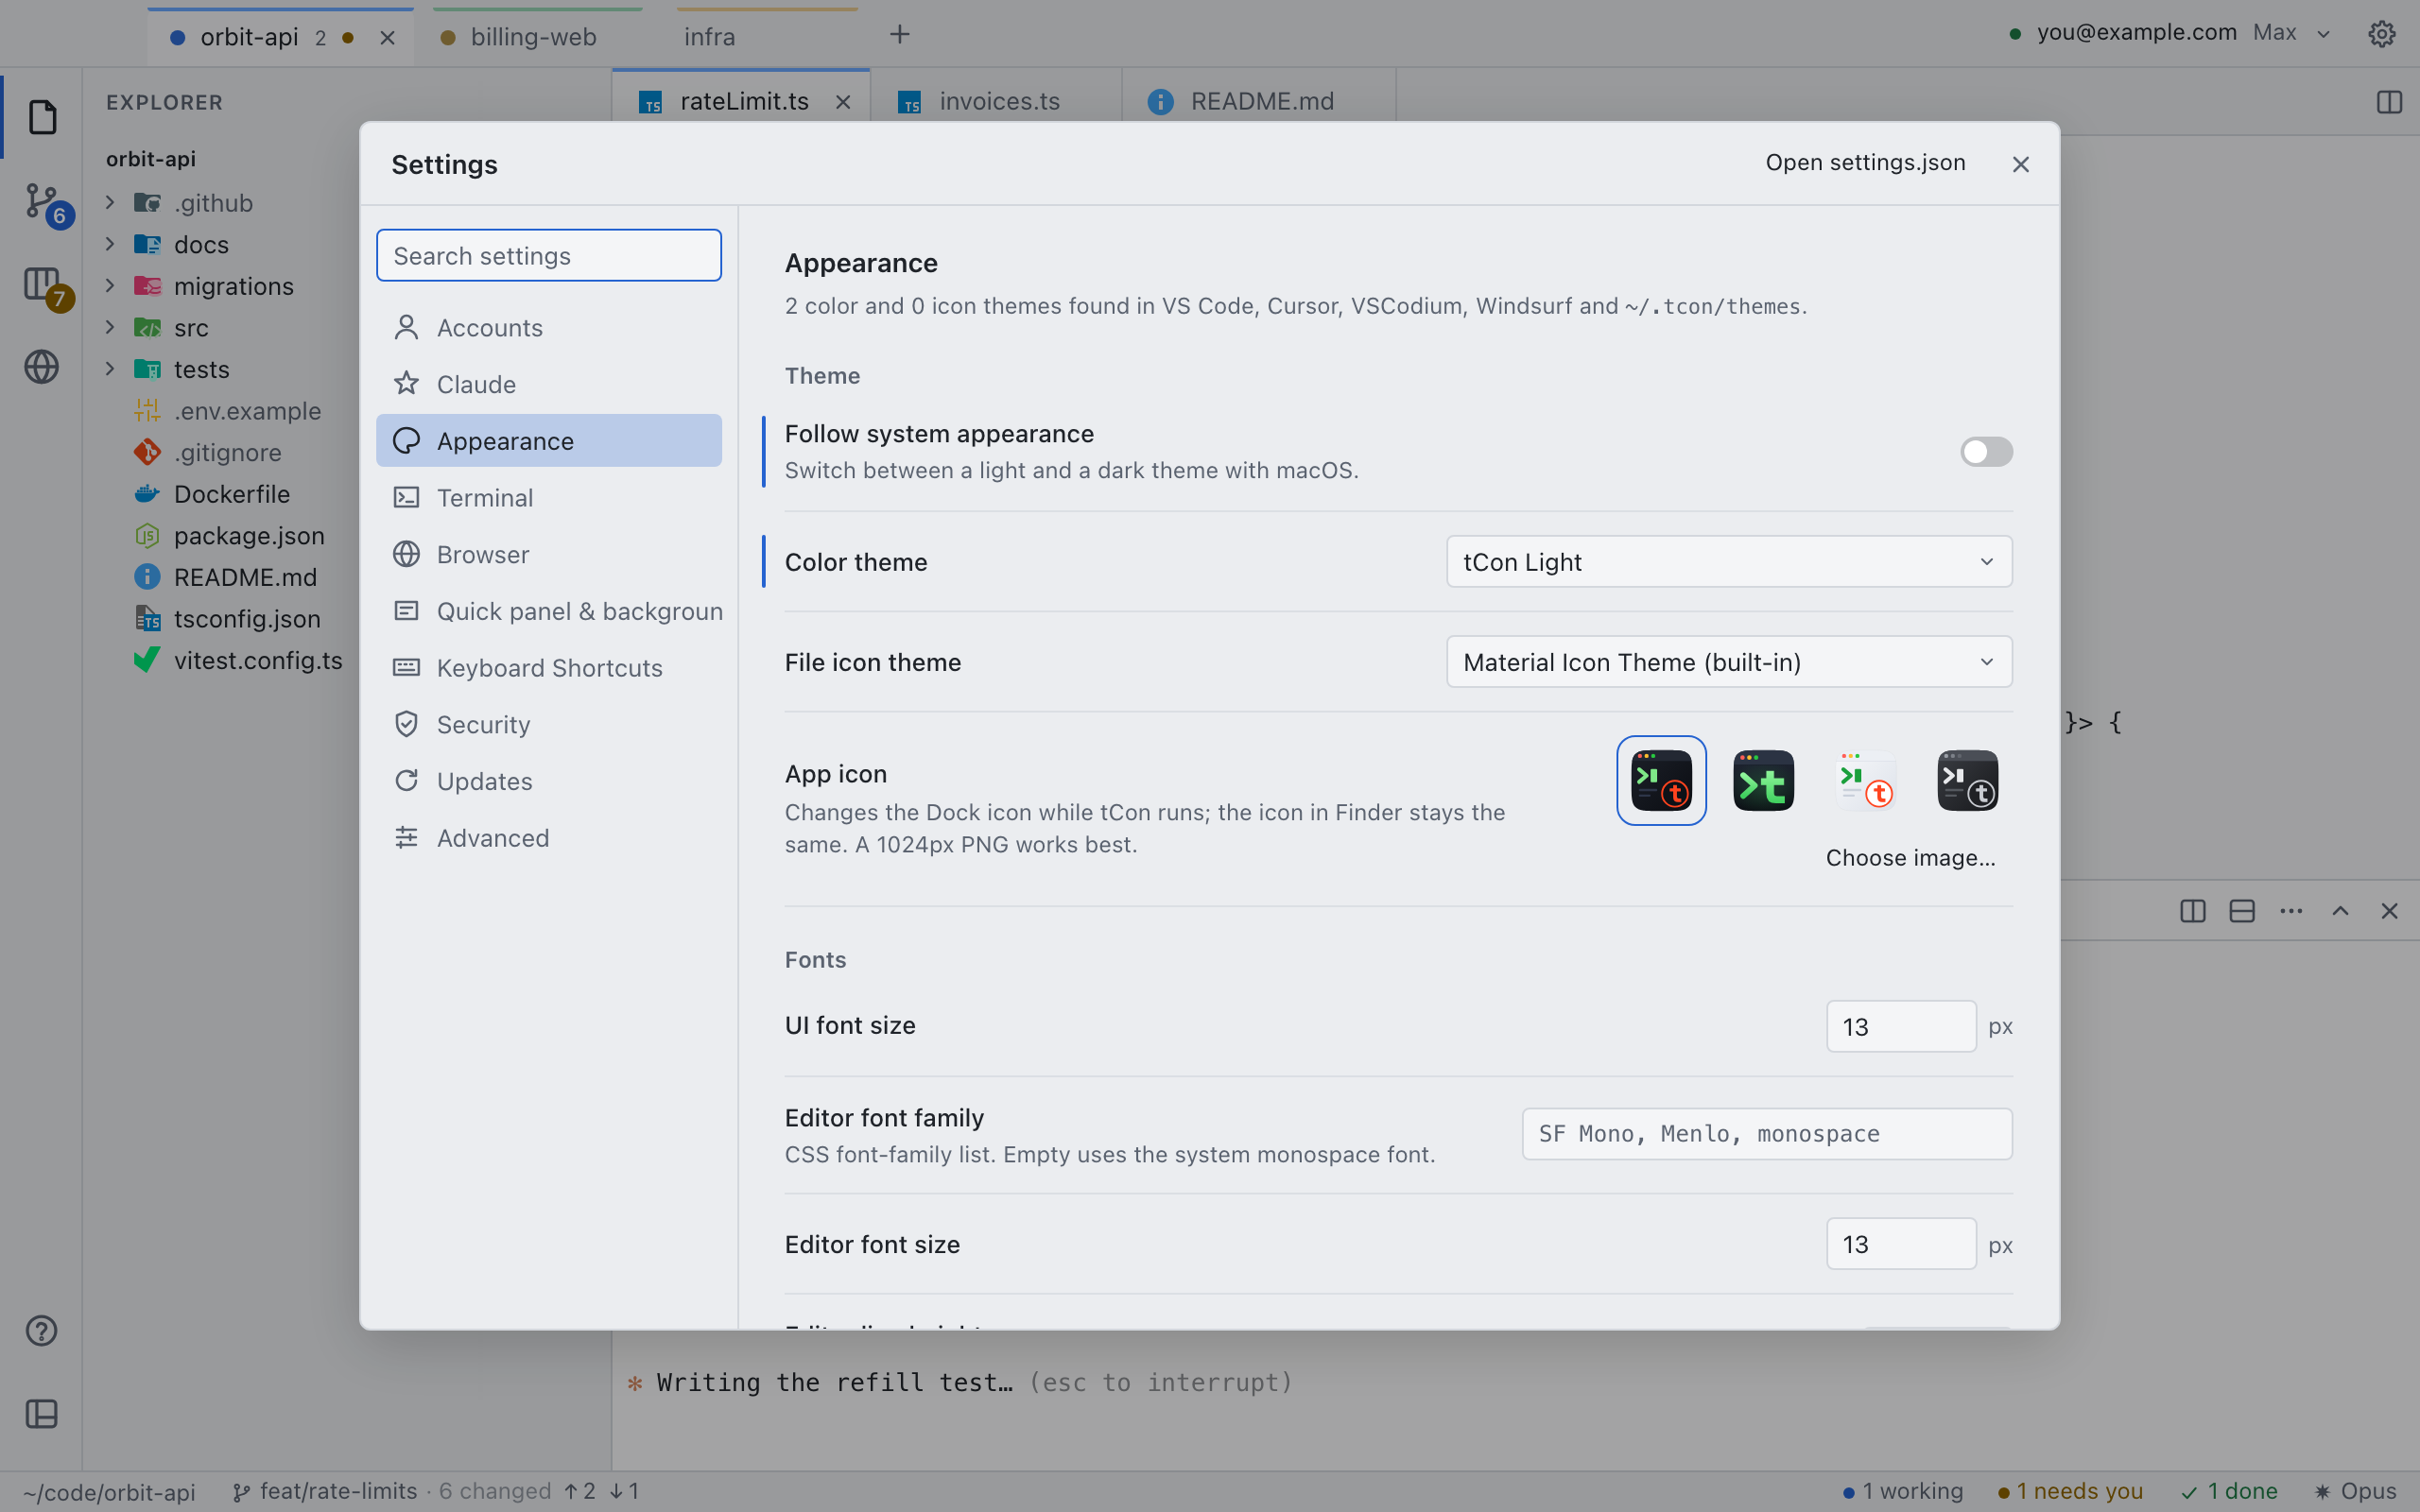 orbit-api 2
billing-web
infra
you@example.com Max
EXPLORER
rateLimit.ts
invoices.ts
README.md
orbit-api
.github
docs
migrations
src
tests
.env.example
.gitignore
Dockerfile
package.json
README.md
tsconfig.json
vitest.config.ts
6
7
Settings
Open settings.json
Search settings
Accounts
Claude
Appearance
Terminal
Browser
Quick panel & backgroun
Keyboard Shortcuts
Security
Updates
Advanced
Appearance
2 color and 0 icon themes found in VS Code, Cursor, VSCodium, Windsurf and ~/.tcon/themes.
Theme
Follow system appearance
Switch between a light and a dark theme with macOS.
Color theme
tCon Light
File icon theme
Material Icon Theme (built-in)
App icon
Changes the Dock icon while tCon runs; the icon in Finder stays the
same. A 1024px PNG works best.
Choose image...
Fonts
UI font size
13 px
Editor font family
CSS font-family list. Empty uses the system monospace font.
SF Mono, Menlo, monospace
Editor font size
13 px
}> {
✻ Writing the refill test… (esc to interrupt)
~/code/orbit-api
feat/rate-limits · 6 changed ↑2 ↓1
1 working
1 needs you
✓ 1 done
Opus